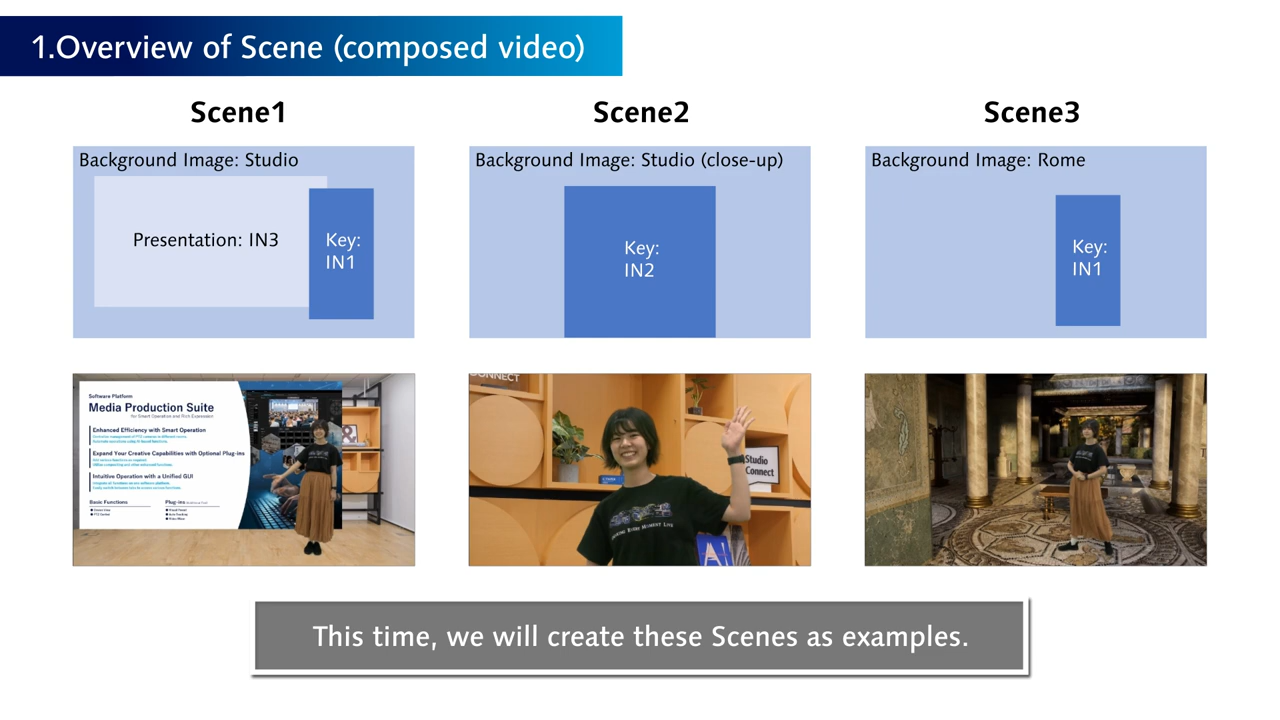 1.Overview of Scene (composed video)
Scene1
Scene2
Scene3
Background Image: Studio
Presentation: IN3
Key:
IN1
Background Image: Studio (close-up)
Key:
IN2
Background Image: Rome
Key:
IN1
Software Platform
Media Production Suite
for Smart Operation and Rich Expression
Enhanced Efficiency with Smart Operation
Expand Your Creative Capabilities with Optional Plug-ins
Intuitive Operation with a Unified GUI
Basic Functions
Plug-ins
CONNECT
Studio
Connect
AI
This time, we will create these Scenes as examples.